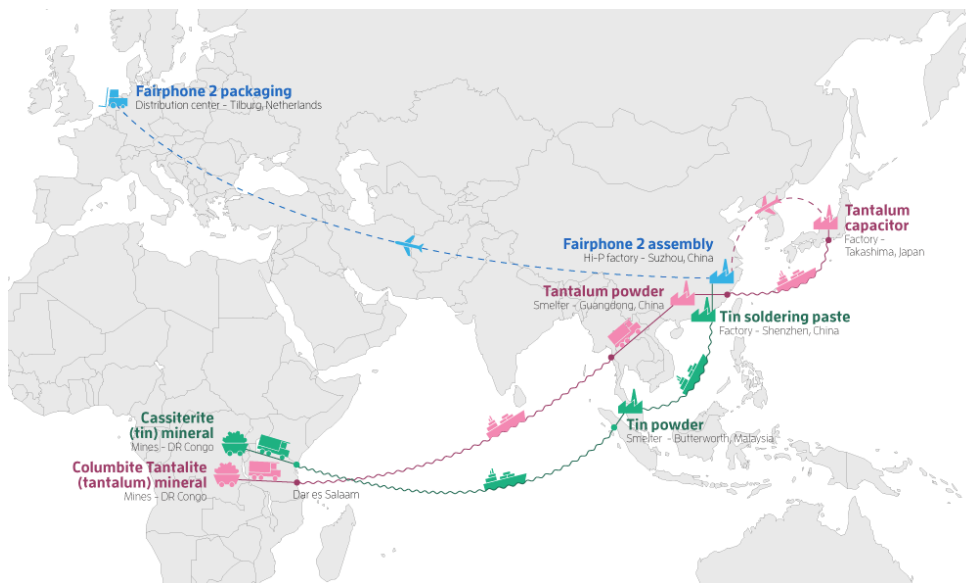 Fairphone 2 packaging
Distribution center - Tilburg, Netherlands
Tantalum
capacitor
Factory -
Takashima, Japan
Fairphone 2 assembly
Hi-P factory - Suzhou, China
Tantalum powder
Smelter - Guangdong, China
Tin soldering paste
Factory - Shenzhen, China
Cassiterite
(tin) mineral
Mines - DR Congo
Tin powder
Smelter - Butterworth, Malaysia
Columbite Tantalite
(tantalum) mineral
Mines - DR Congo
Dar es Salaam